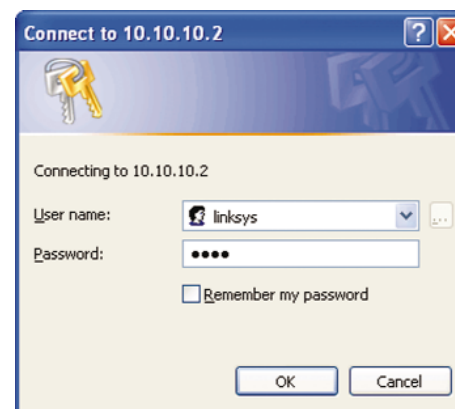 Connect to 10.10.10.2
Connecting to 10.10.10.2
User name: linksys
Password: ••••
Remember my password
OK Cancel